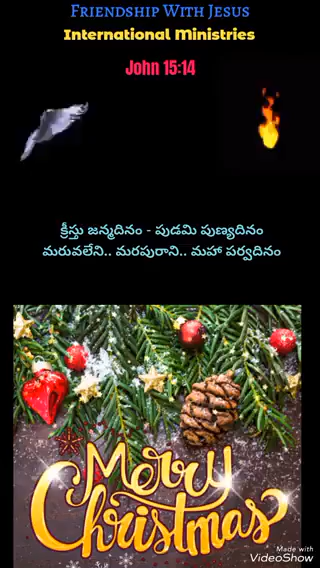 Friendship With Jesus
International Ministries
John 15:14
క్రీస్తు జన్మదినం - పుడమి పుణ్యదినం
మరువలేని.. మరపురాని.. మహా పర్వదినం
Merry
Christmas
Made with
VideoShow